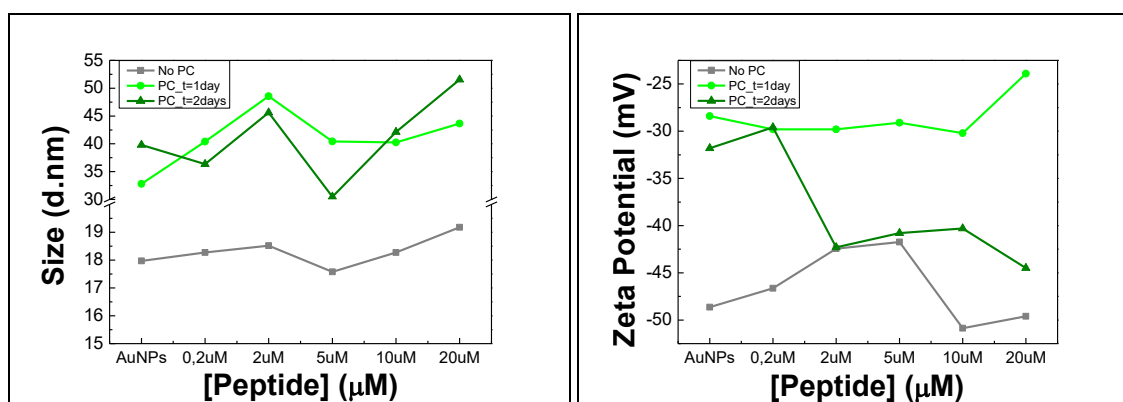 No PC
PC_t=1day
PC_t=2days
55
50
45
40
35
30
19
18
17
16
15
Size (d.nm)
AuNPs 0,2uM 2uM 5uM 10uM 20uM
[Peptide] (μM)
No PC
PC_t=1day
PC_t=2days
-25
-30
-35
-40
-45
-50
Zeta Potential (mV)
AuNPs 0,2uM 2uM 5uM 10uM 20uM
[Peptide] (μM)